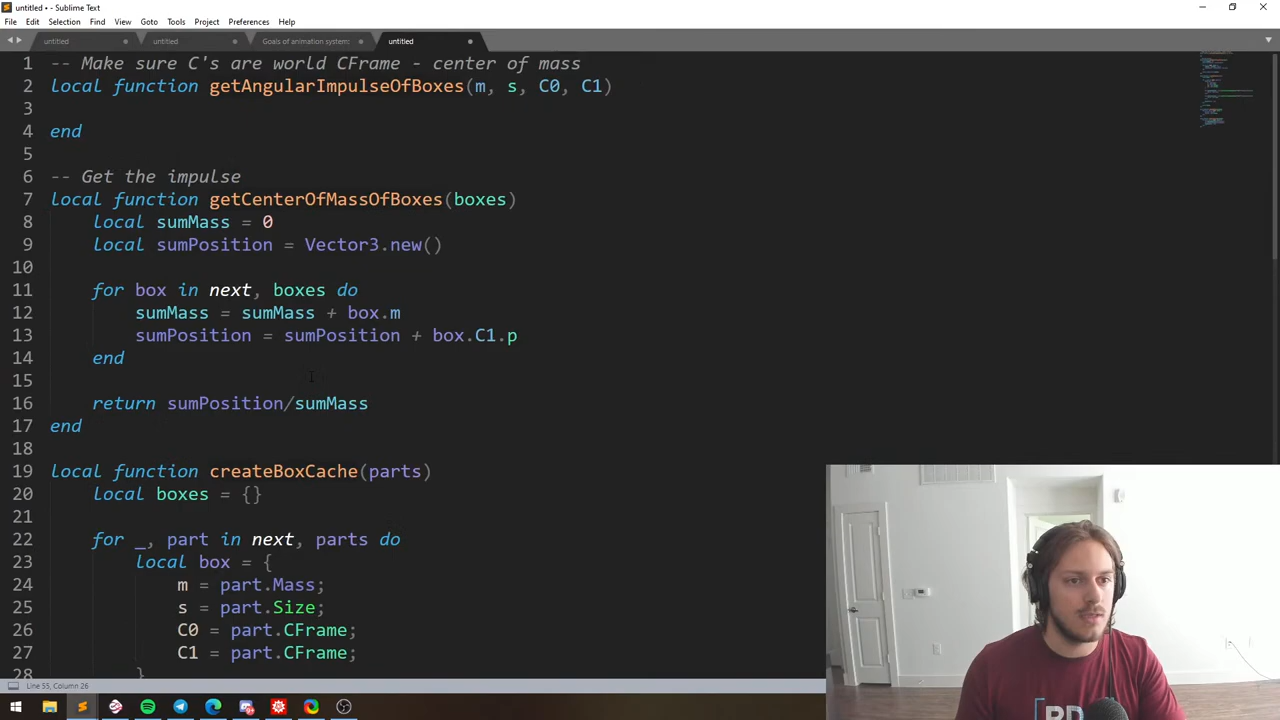 untitled • - Sublime Text
File Edit Selection Find View Goto Tools Project Preferences Help
untitled untitled Goals of animation system: untitled
1 -- Make sure C's are world CFrame - center of mass
2 local function getAngularImpulseOfBoxes(m, s, C0, C1)
3
4 end
5
6 -- Get the impulse
7 local function getCenterOfMassOfBoxes(boxes)
8 local sumMass = 0
9 local sumPosition = Vector3.new()
10
11 for box in next, boxes do
12 sumMass = sumMass + box.m
13 sumPosition = sumPosition + box.C1.p
14 end
15
16 return sumPosition/sumMass
17 end
18
19 local function createBoxCache(parts)
20 local boxes = {}
21
22 for _, part in next, parts do
23 local box = {
24 m = part.Mass;
25 s = part.Size;
26 C0 = part.CFrame;
27 C1 = part.CFrame;
28 }
Line 55, Column 26